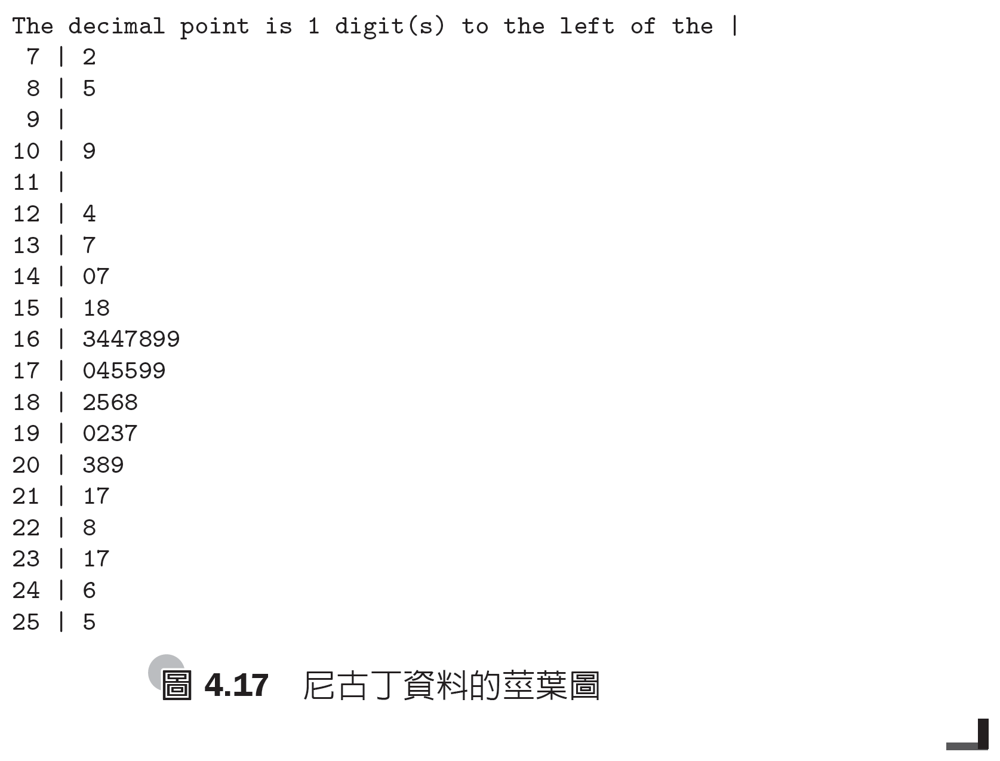 The decimal point is 1 digit(s) to the left of the |
7 | 2
8 | 5
9 |
10 | 9
11 |
12 | 4
13 | 7
14 | 07
15 | 18
16 | 3447899
17 | 045599
18 | 2568
19 | 0237
20 | 389
21 | 17
22 | 8
23 | 17
24 | 6
25 | 5
圖 4.17 尼古丁資料的莖葉圖